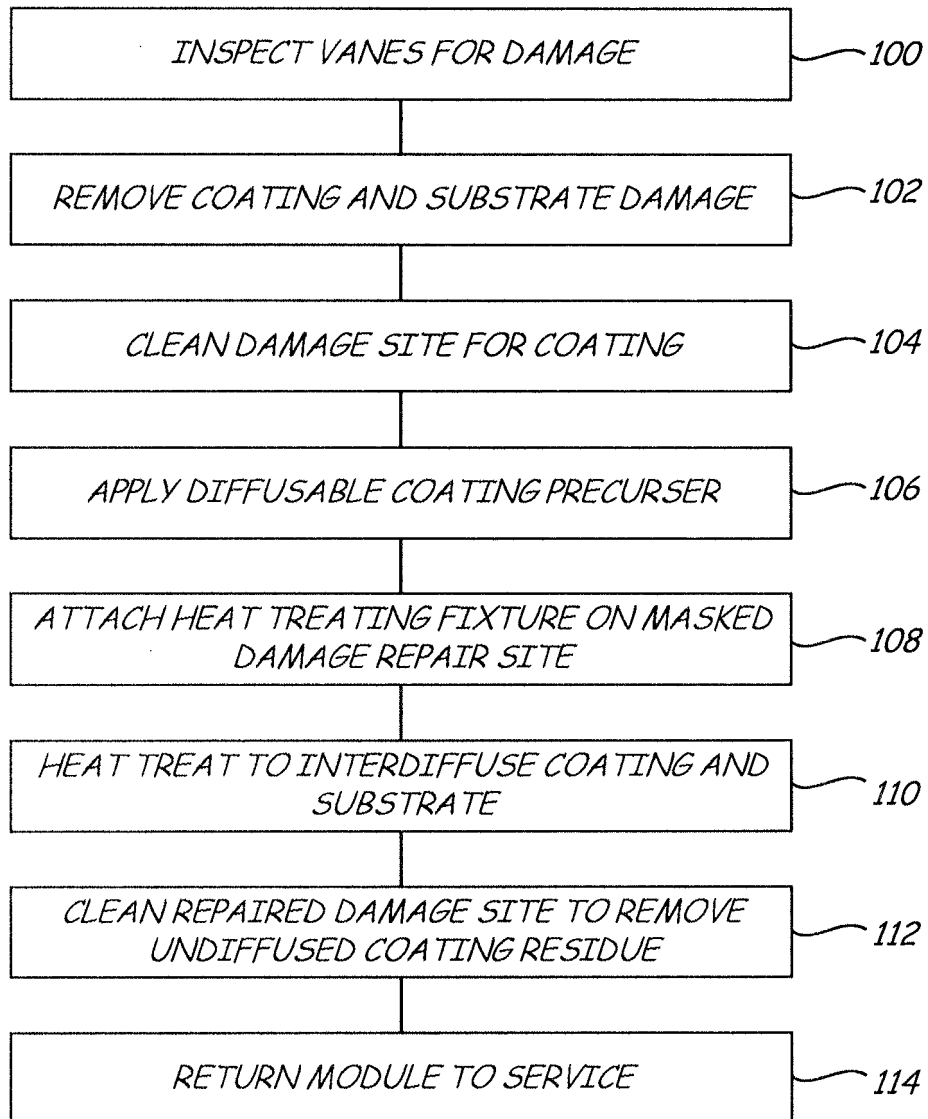 INSPECT VANES FOR DAMAGE
100
REMOVE COATING AND SUBSTRATE DAMAGE
102
CLEAN DAMAGE SITE FOR COATING
104
APPLY DIFFUSABLE COATING PRECURSER
106
ATTACH HEAT TREATING FIXTURE ON MASKED
DAMAGE REPAIR SITE
108
HEAT TREAT TO INTERDIFFUSE COATING AND
SUBSTRATE
110
CLEAN REPAIRED DAMAGE SITE TO REMOVE
UNDIFFUSED COATING RESIDUE
112
RETURN MODULE TO SERVICE
114